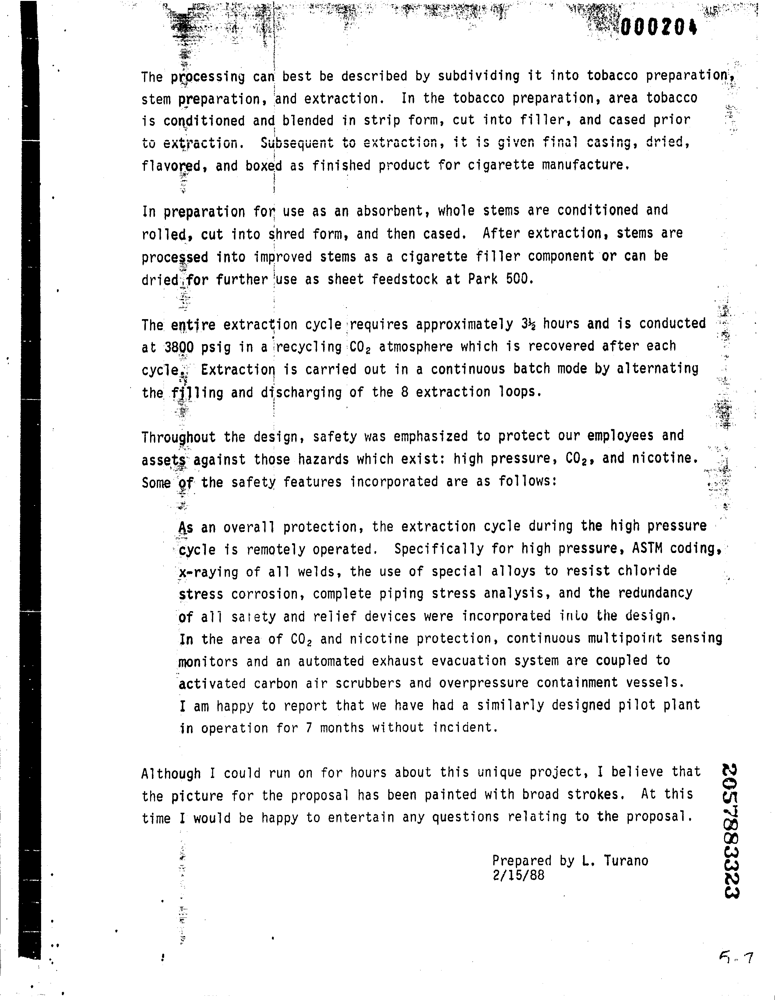 000204
The processing can best be described by subdividing it into tobacco preparation,
stem preparation, and extraction. In the tobacco preparation, area tobacco
is conditioned and blended in strip form, cut into filler, and cased prior
to extraction. Subsequent to extraction, it is given final casing, dried,
flavored, and boxed as finished product for cigarette manufacture.
In preparation for use as an absorbent, whole stems are conditioned and
rolled, cut into shred form, and then cased. After extraction, stems are
processed into improved stems as a cigarette filler component or can be
dried for further use as sheet feedstock at Park 500.
The entire extraction cycle requires approximately 3½ hours and is conducted
at 3800 psig in a recycling CO₂ atmosphere which is recovered after each
cycle. Extraction is carried out in a continuous batch mode by alternating
the filling and discharging of the 8 extraction loops.
Throughout the design, safety was emphasized to protect our employees and
assets against those hazards which exist: high pressure, CO₂, and nicotine.
Some of the safety features incorporated are as follows:
As an overall protection, the extraction cycle during the high pressure
cycle is remotely operated. Specifically for high pressure, ASTM coding,
x-raying of all welds, the use of special alloys to resist chloride
stress corrosion, complete piping stress analysis, and the redundancy
of all safety and relief devices were incorporated into the design.
In the area of CO₂ and nicotine protection, continuous multipoint sensing
monitors and an automated exhaust evacuation system are coupled to
activated carbon air scrubbers and overpressure containment vessels.
I am happy to report that we have had a similarly designed pilot plant
in operation for 7 months without incident.
Although I could run on for hours about this unique project, I believe that
the picture for the proposal has been painted with broad strokes. At this
time I would be happy to entertain any questions relating to the proposal.
Prepared by L. Turano
2/15/88
2057883323
5-7